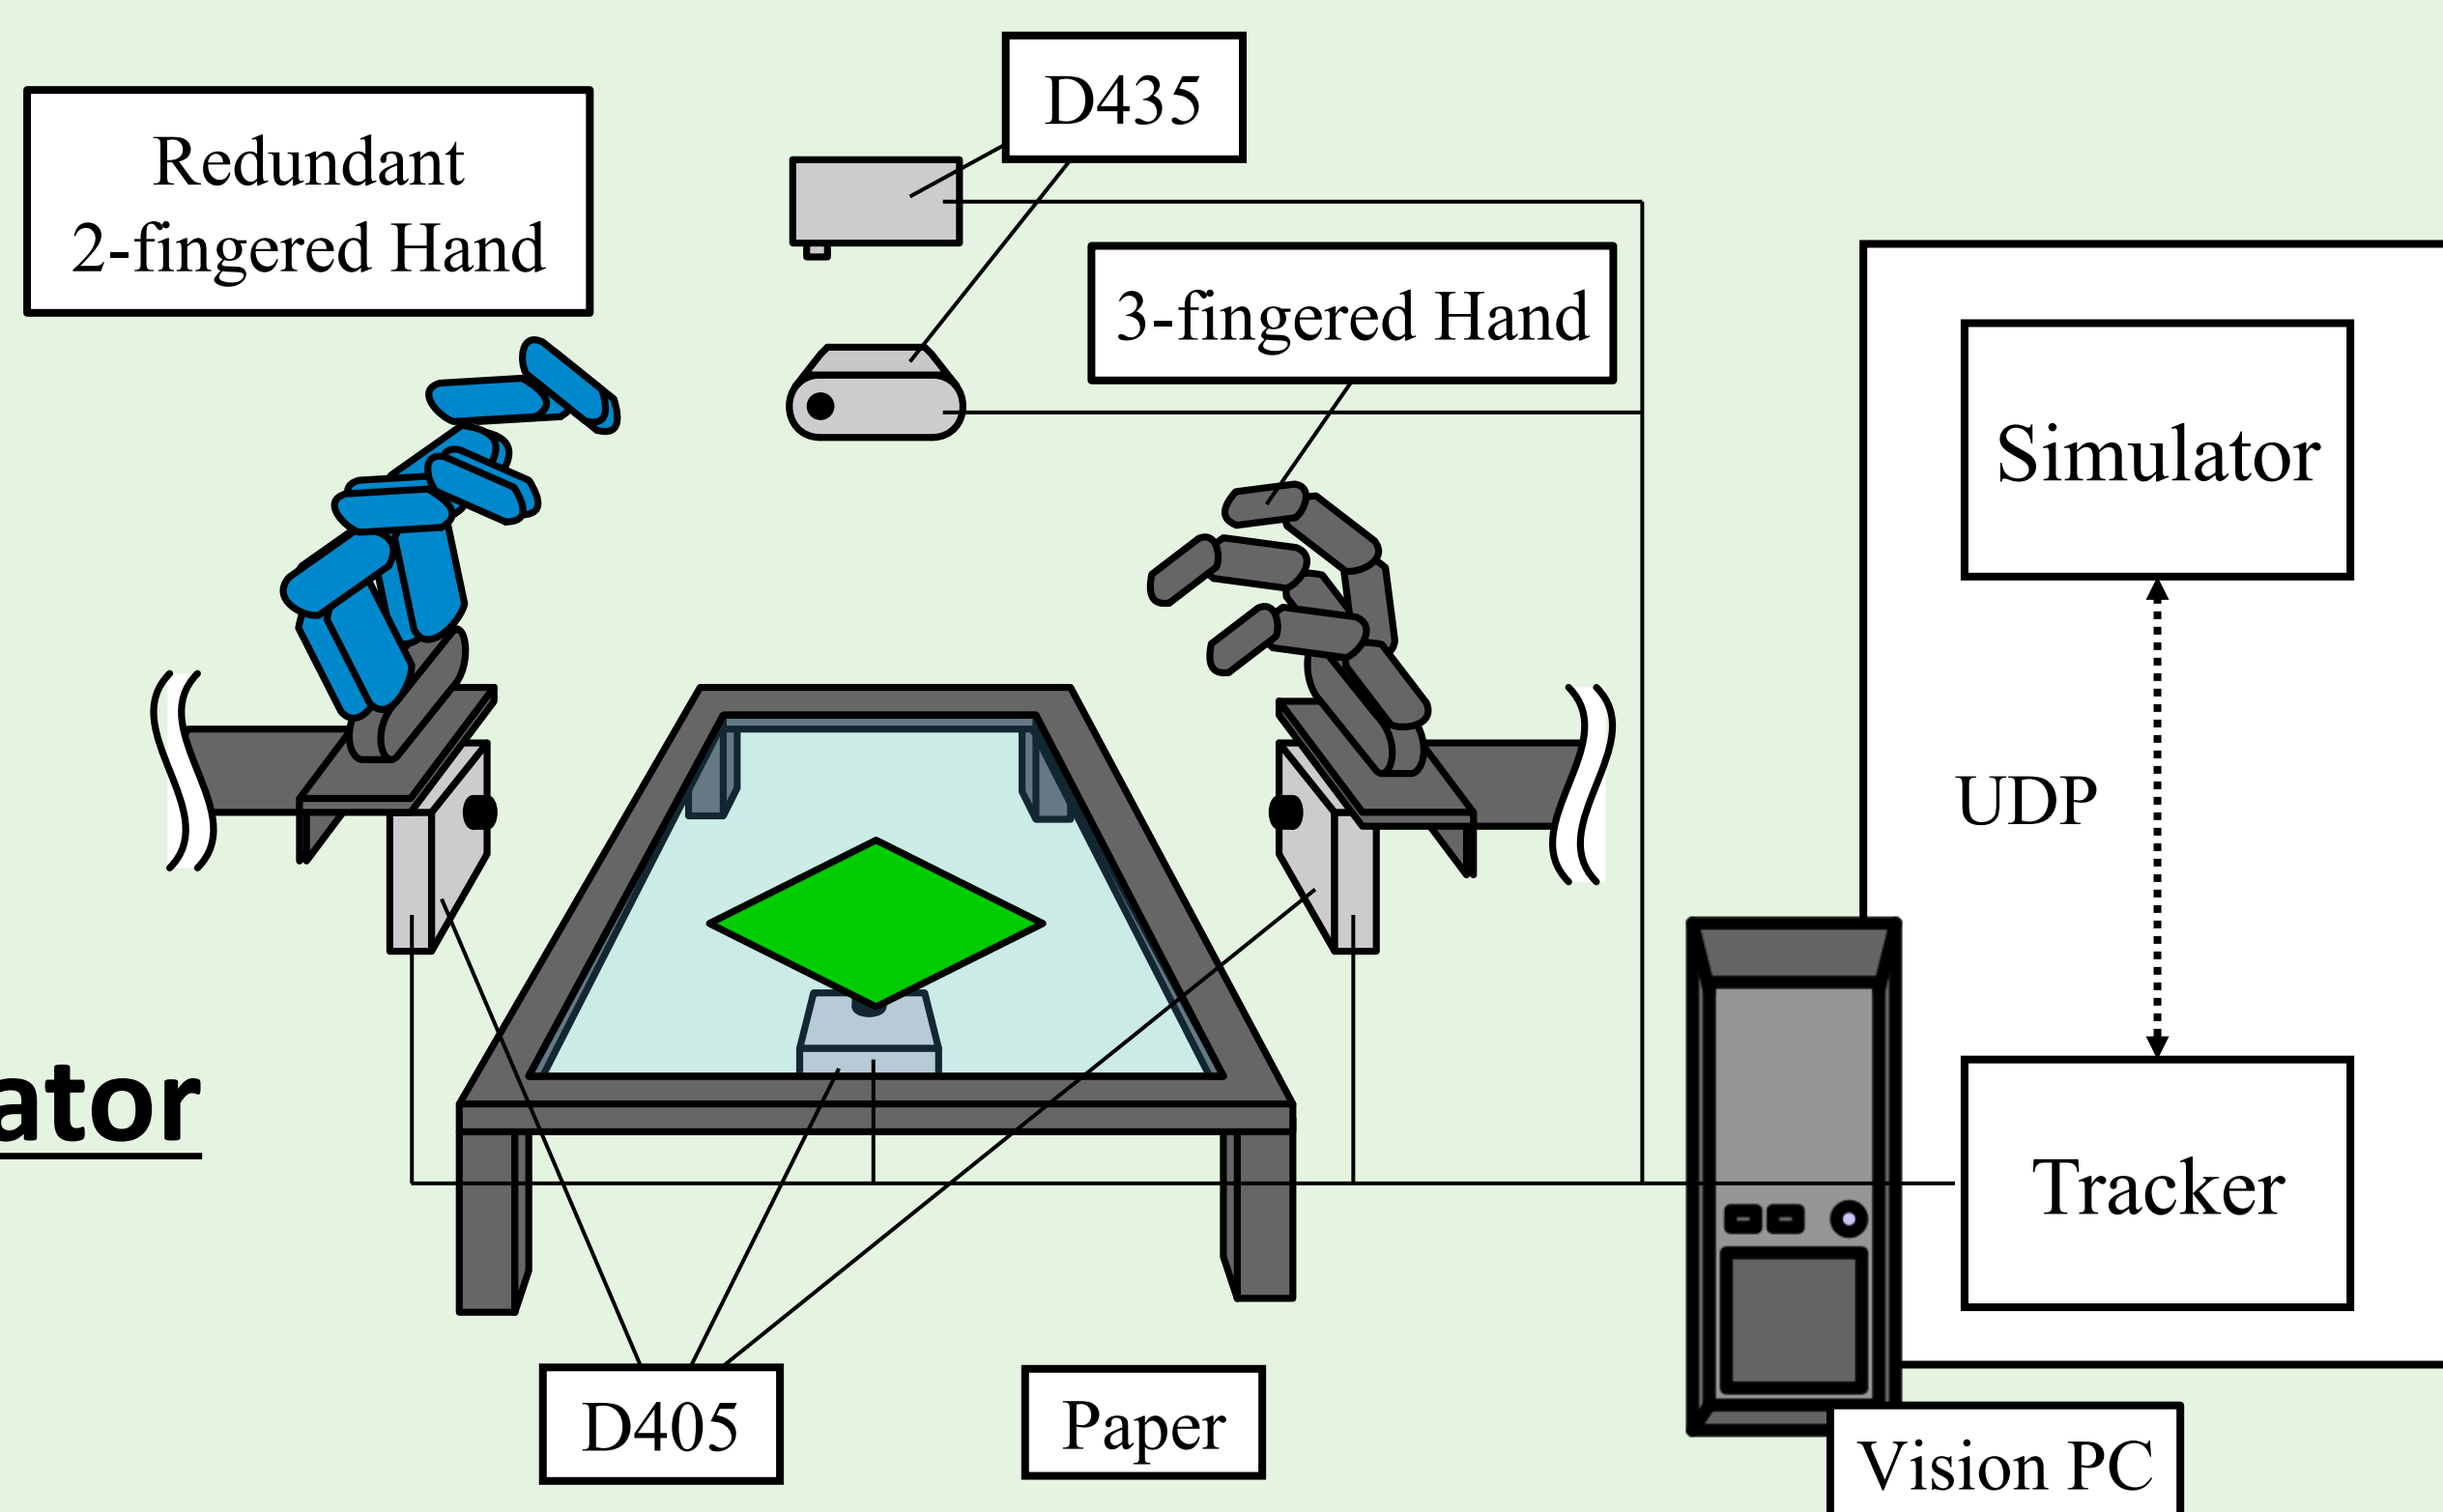 D435
Redundant
2-fingered Hand
3-fingered Hand
Simulator
UDP
ator
Tracker
D405
Paper
Vision PC